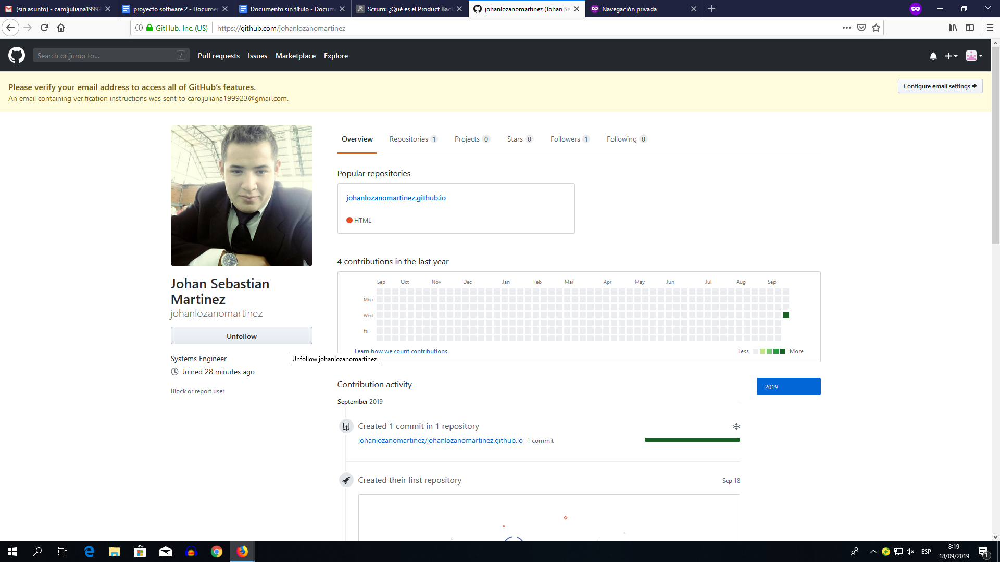 (sin asunto) - caroljuliana19992
proyecto software 2 - Documen
Documento sin título - Docume
Scrum: ¿Qué es el Product Back
johanlozanomartinez (Johan Se
Navegación privada
GitHub, Inc. (US)
https://github.com/johanlozanomartinez
Search or jump to...
/
Pull requests
Issues
Marketplace
Explore
Please verify your email address to access all of GitHub's features.
An email containing verification instructions was sent to caroljuliana199923@gmail.com.
Configure email settings
Overview
Repositories 1
Projects 0
Stars 0
Followers 1
Following 0
Popular repositories
johanlozanomartinez.github.io
HTML
4 contributions in the last year
Sep Oct Nov Dec Jan Feb Mar Apr May Jun Jul Aug Sep
Mon
Wed
Fri
Learn how we count contributions.
Less
More
Johan Sebastian
Martinez
johanlozanomartinez
Unfollow
Unfollow johanlozanomartinez
Systems Engineer
Joined 28 minutes ago
Block or report user
Contribution activity
2019
September 2019
Created 1 commit in 1 repository
johanlozanomartinez/johanlozanomartinez.github.io 1 commit
Created their first repository
Sep 18
ESP
8:19
18/09/2019
1